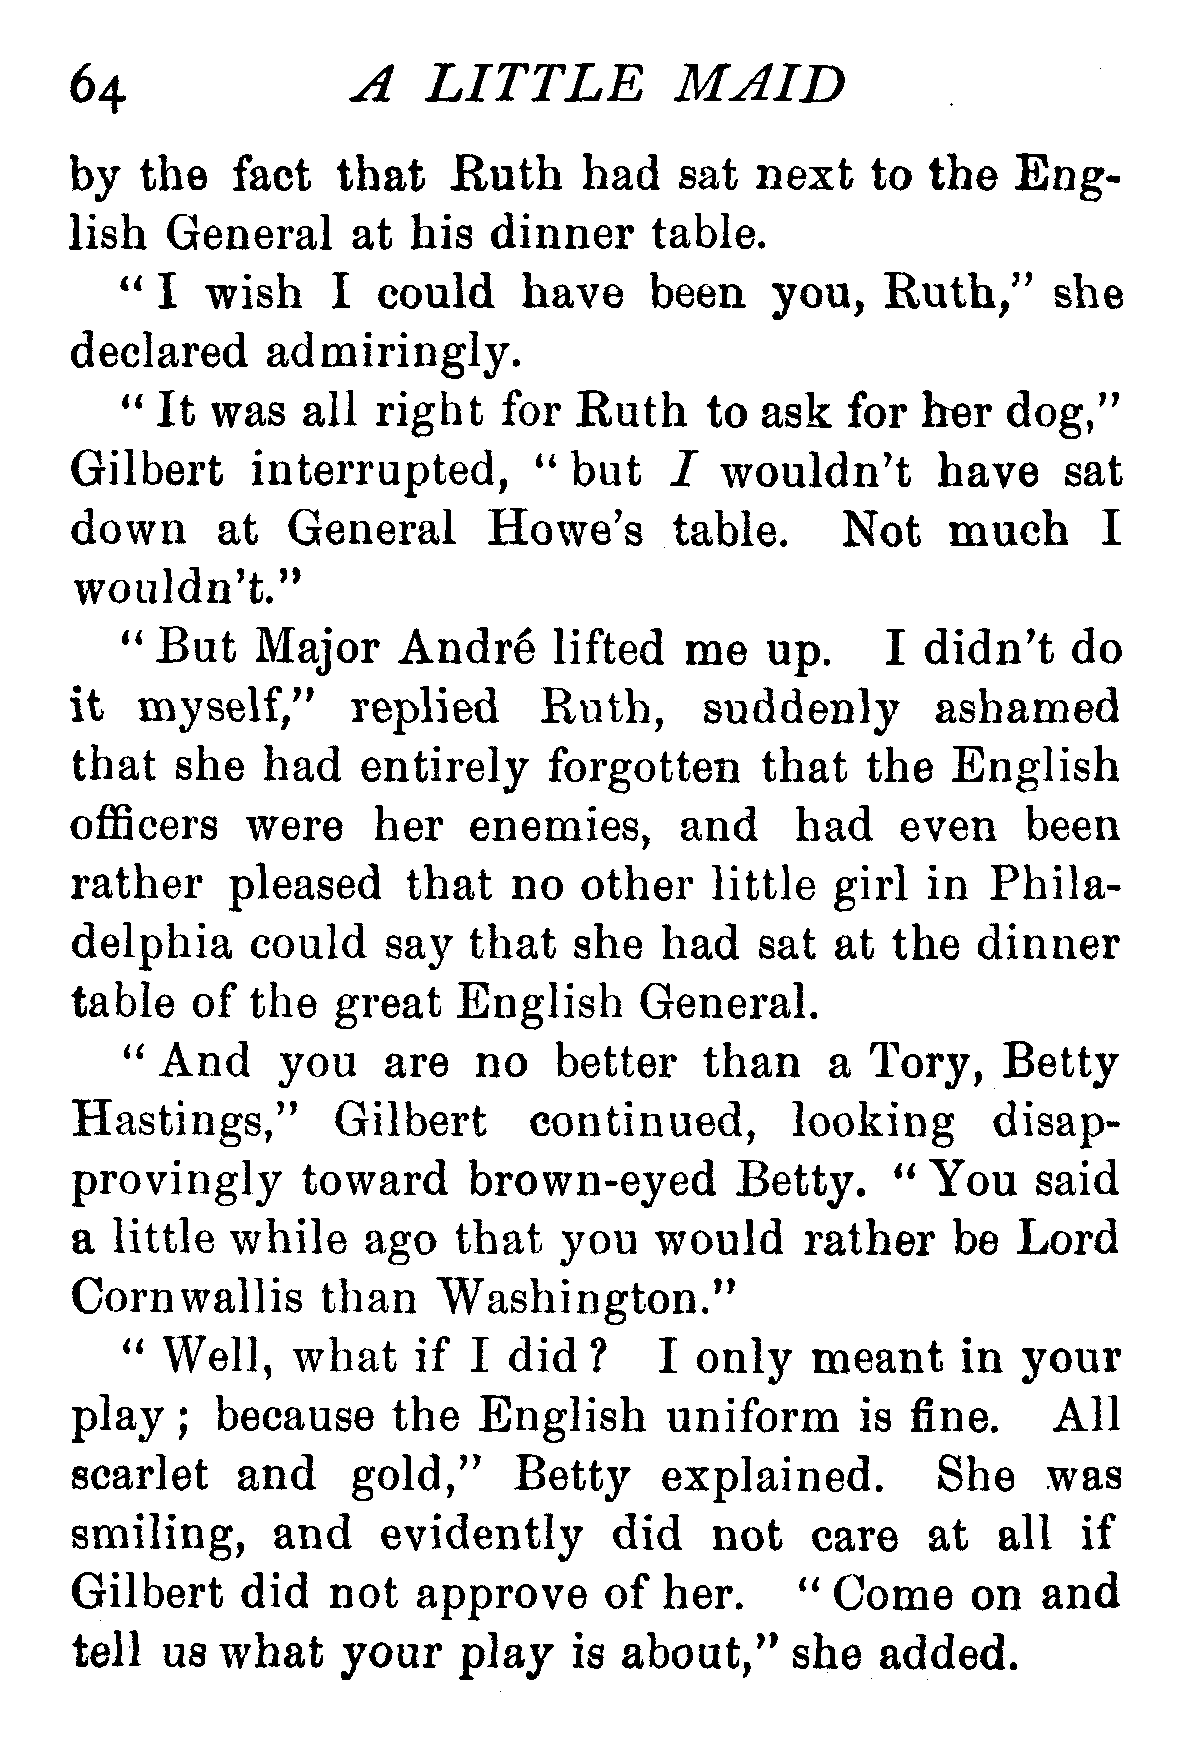 64 A LITTLE MAID
by the fact that Ruth had sat next to the Eng-
lish General at his dinner table.
“ I wish I could have been you, Ruth,” she
declared admiringly.
“ It was all right for Ruth to ask for her dog,”
Gilbert interrupted, “ but I wouldn’t have sat
down at General Howe’s table. Not much I
wouldn’t.”
“ But Major André lifted me up. I didn’t do
it myself,” replied Ruth, suddenly ashamed
that she had entirely forgotten that the English
officers were her enemies, and had even been
rather pleased that no other little girl in Phila-
delphia could say that she had sat at the dinner
table of the great English General.
“ And you are no better than a Tory, Betty
Hastings,” Gilbert continued, looking disap-
provingly toward brown-eyed Betty. “ You said
a little while ago that you would rather be Lord
Cornwallis than Washington.”
“ Well, what if I did ? I only meant in your
play ; because the English uniform is fine. All
scarlet and gold,” Betty explained. She was
smiling, and evidently did not care at all if
Gilbert did not approve of her. “ Come on and
tell us what your play is about,” she added.